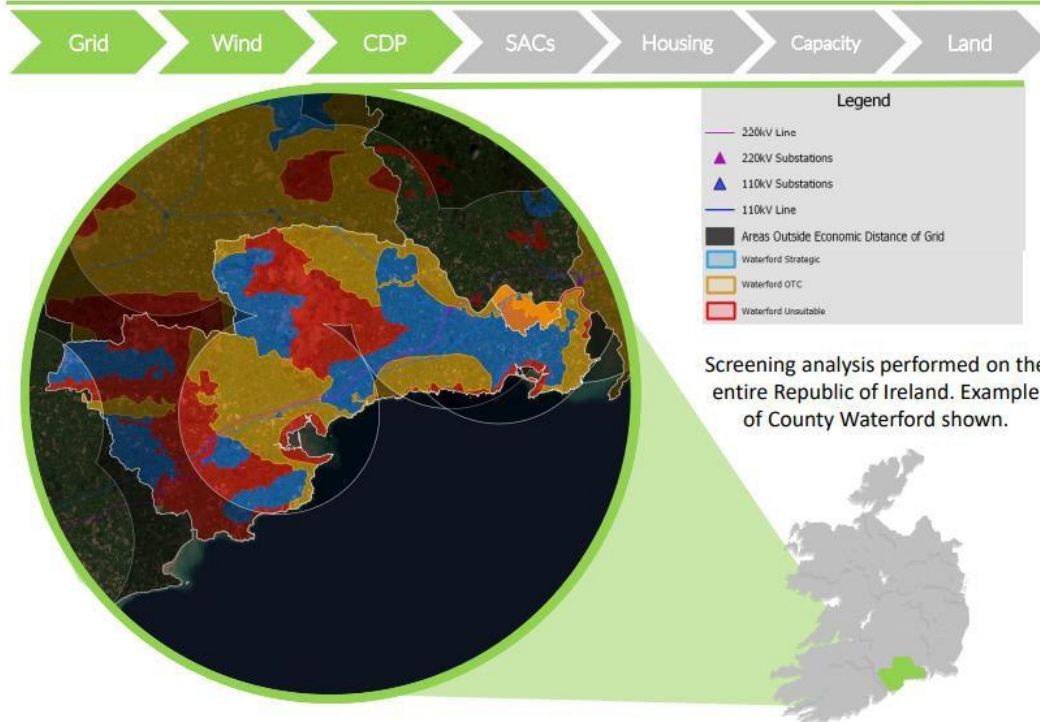 Grid
Wind
CDP
SACs
Housing
Capacity
Land
Legend
220kV Line
220kV Substations
110kV Substations
110kV Line
Areas Outside Economic Distance of Grid
Waterford Strategic
Waterford OTC
Waterford Unsuitable
Screening analysis performed on the
entire Republic of Ireland. Example
of County Waterford shown.